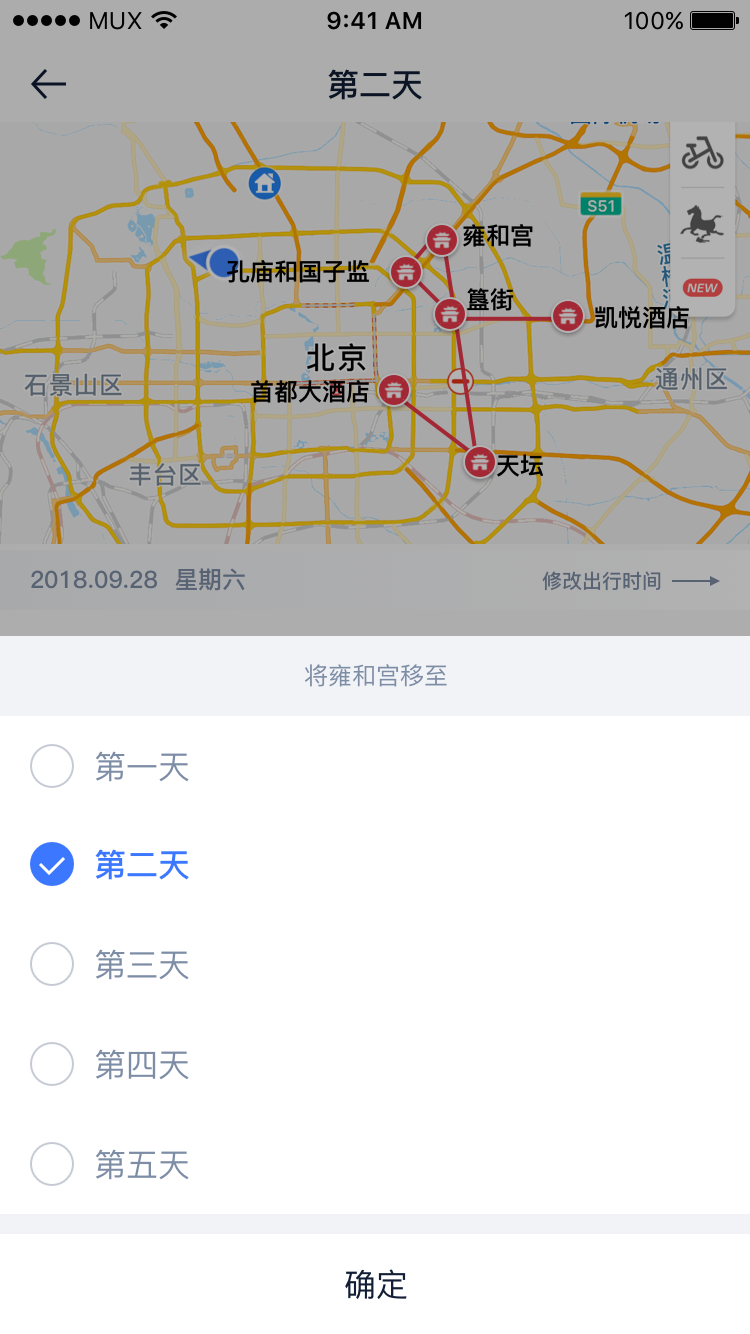 MUX
9:41 AM
100%
第二天
S51
雍和宫
孔庙和国子监
簋街
NEW
凯悦酒店
北京
石景山区
首都大酒店
通州区
天坛
丰台区
2018.09.28 星期六
修改出行时间
将雍和宫移至
第一天
第二天
第三天
第四天
第五天
确定